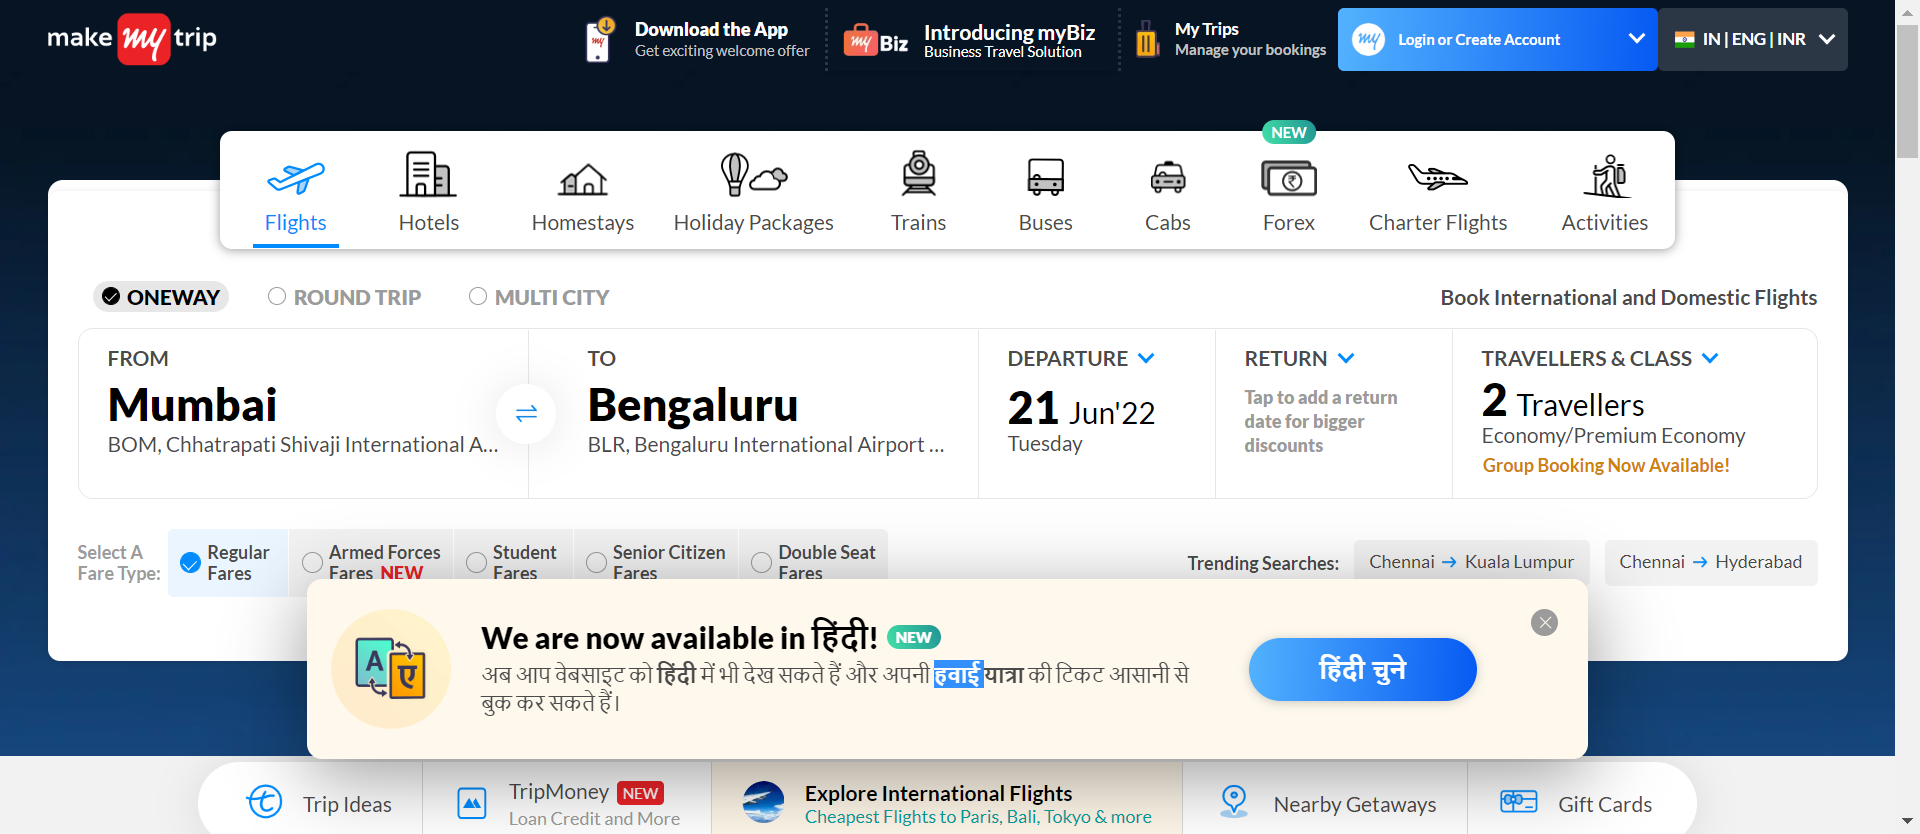 make my trip
Download the App
Get exciting welcome offer
my Biz
Introducing myBiz
Business Travel Solution
My Trips
Manage your bookings
my Login or Create Account
IN | ENG | INR
NEW
Flights
Hotels
Homestays
Holiday Packages
Trains
Buses
Cabs
Forex
Charter Flights
Activities
ONEWAY
ROUND TRIP
MULTI CITY
Book International and Domestic Flights
FROM
Mumbai
BOM, Chhatrapati Shivaji International A...
TO
Bengaluru
BLR, Bengaluru International Airport ...
DEPARTURE
21 Jun'22
Tuesday
RETURN
Tap to add a return
date for bigger
discounts
TRAVELLERS & CLASS
2 Travellers
Economy/Premium Economy
Group Booking Now Available!
Select A
Fare Type:
Regular
Fares
Armed Forces
Fares NEW
Student
Fares
Senior Citizen
Fares
Double Seat
Fares
Trending Searches:
Chennai → Kuala Lumpur
Chennai → Hyderabad
A ए
We are now available in हिंदी! NEW
अब आप वेबसाइट को हिंदी में भी देख सकते हैं और अपनी हवाई यात्रा की टिकट आसानी से
बुक कर सकते हैं।
हिंदी चुने
Trip Ideas
TripMoney NEW
Loan Credit and More
Explore International Flights
Cheapest Flights to Paris, Bali, Tokyo & more
Nearby Getaways
Gift Cards